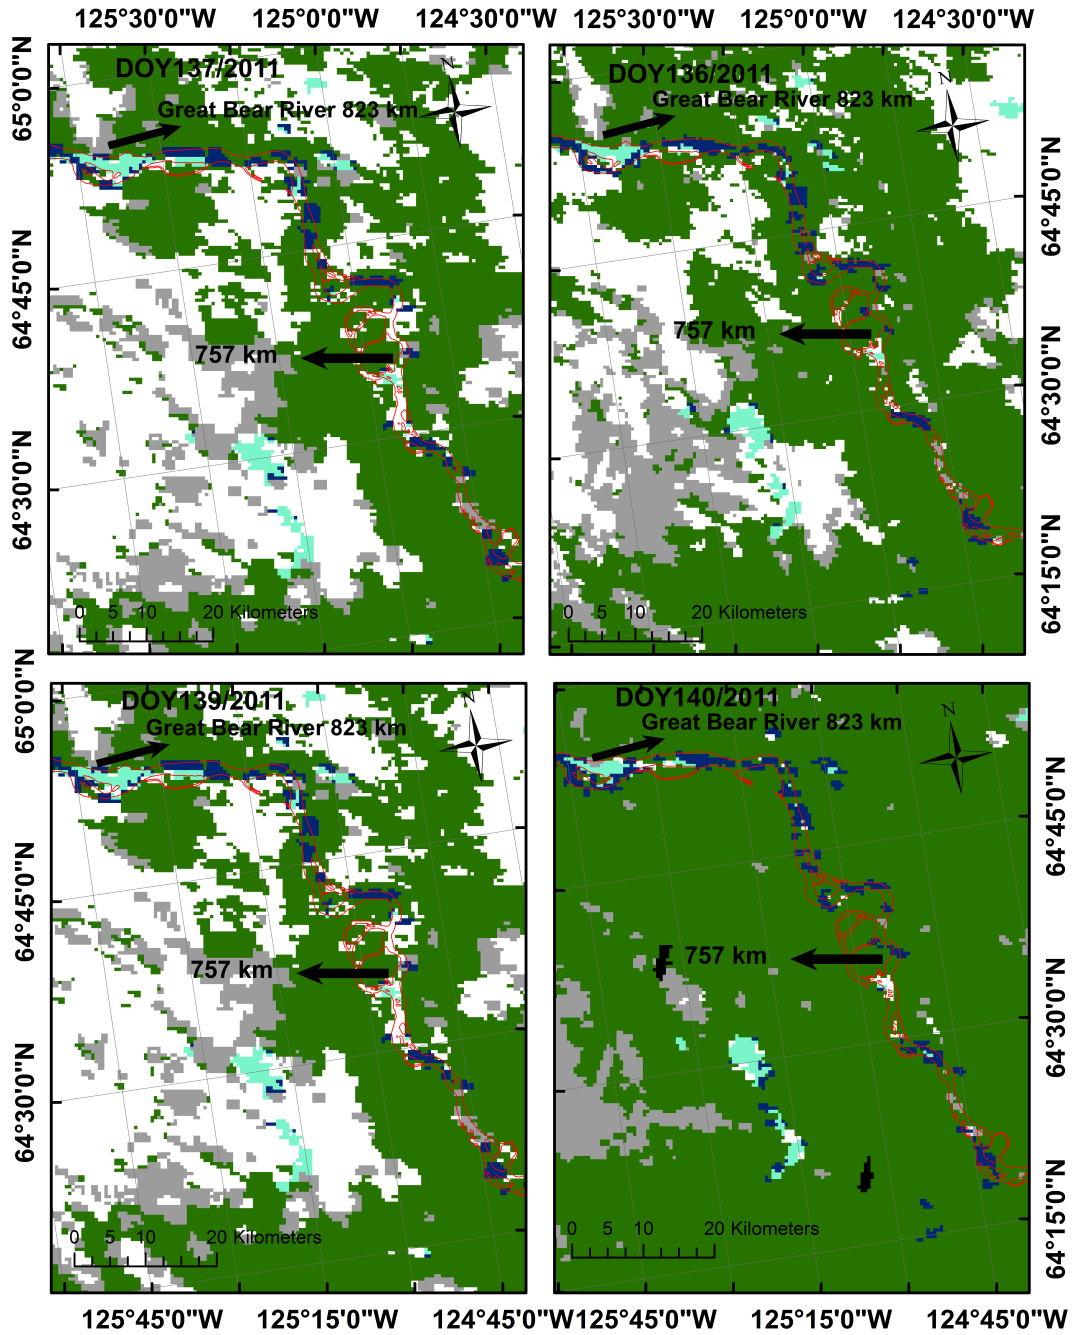 125°30'0"W 125°0'0"W 124°30'0"W 125°30'0"W 125°0'0"W 124°30'0"W
65°0'0"N
64°45'0"N
64°30'0"N
DOY137/2011
Great Bear River 823 km
N
757 km
0 5 10 20 Kilometers
DOY136/2011
Great Bear River 823 km
N
757 km
0 5 10 20 Kilometers
64°45'0"N
64°30'0"N
64°15'0"N
65°0'0"N
64°45'0"N
64°30'0"N
DOY139/2011
Great Bear River 823 km
N
757 km
0 5 10 20 Kilometers
DOY140/2011
Great Bear River 823 km
N
757 km
0 5 10 20 Kilometers
64°45'0"N
64°30'0"N
64°15'0"N
125°45'0"W 125°15'0"W 124°45'0"W 125°45'0"W 125°15'0"W 124°45'0"W